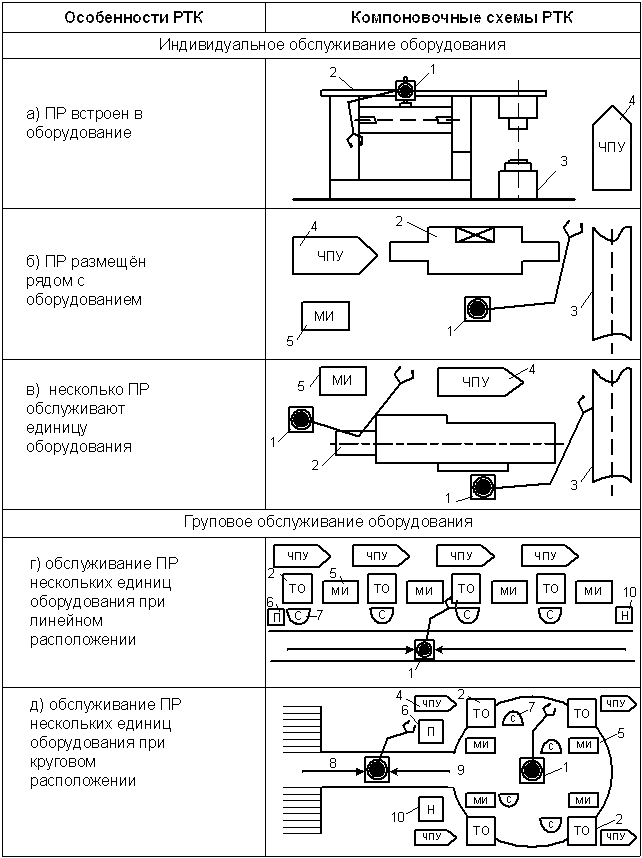 Особенности РТК
Компоновочные схемы РТК
Индивидуальное обслуживание оборудования
а) ПР встроен в
оборудование
2
1
4
ЧПУ
3
б) ПР размещён
рядом с
оборудованием
4
ЧПУ
2
МИ
5
1
3
в) несколько ПР
обслуживают
единицу
оборудования
5
МИ
ЧПУ
4
1
2
1
3
Груповое обслуживание оборудования
г) обслуживание ПР
нескольких единиц
оборудования при
линейном
расположении
ЧПУ
ЧПУ
ЧПУ
ЧПУ
2
5
ТО
МИ
ТО
МИ
ТО
МИ
ТО
МИ
6
7
10
П
С
С
С
С
Н
1
д) обслуживание ПР
нескольких единиц
оборудования при
круговом
расположении
4
ЧПУ
2
7
ЧПУ
6
П
ТО
С
ТО
МИ
С
МИ
5
8
9
1
МИ
С
С
МИ
Н
10
ЧПУ
ТО
ТО
2
ЧПУ